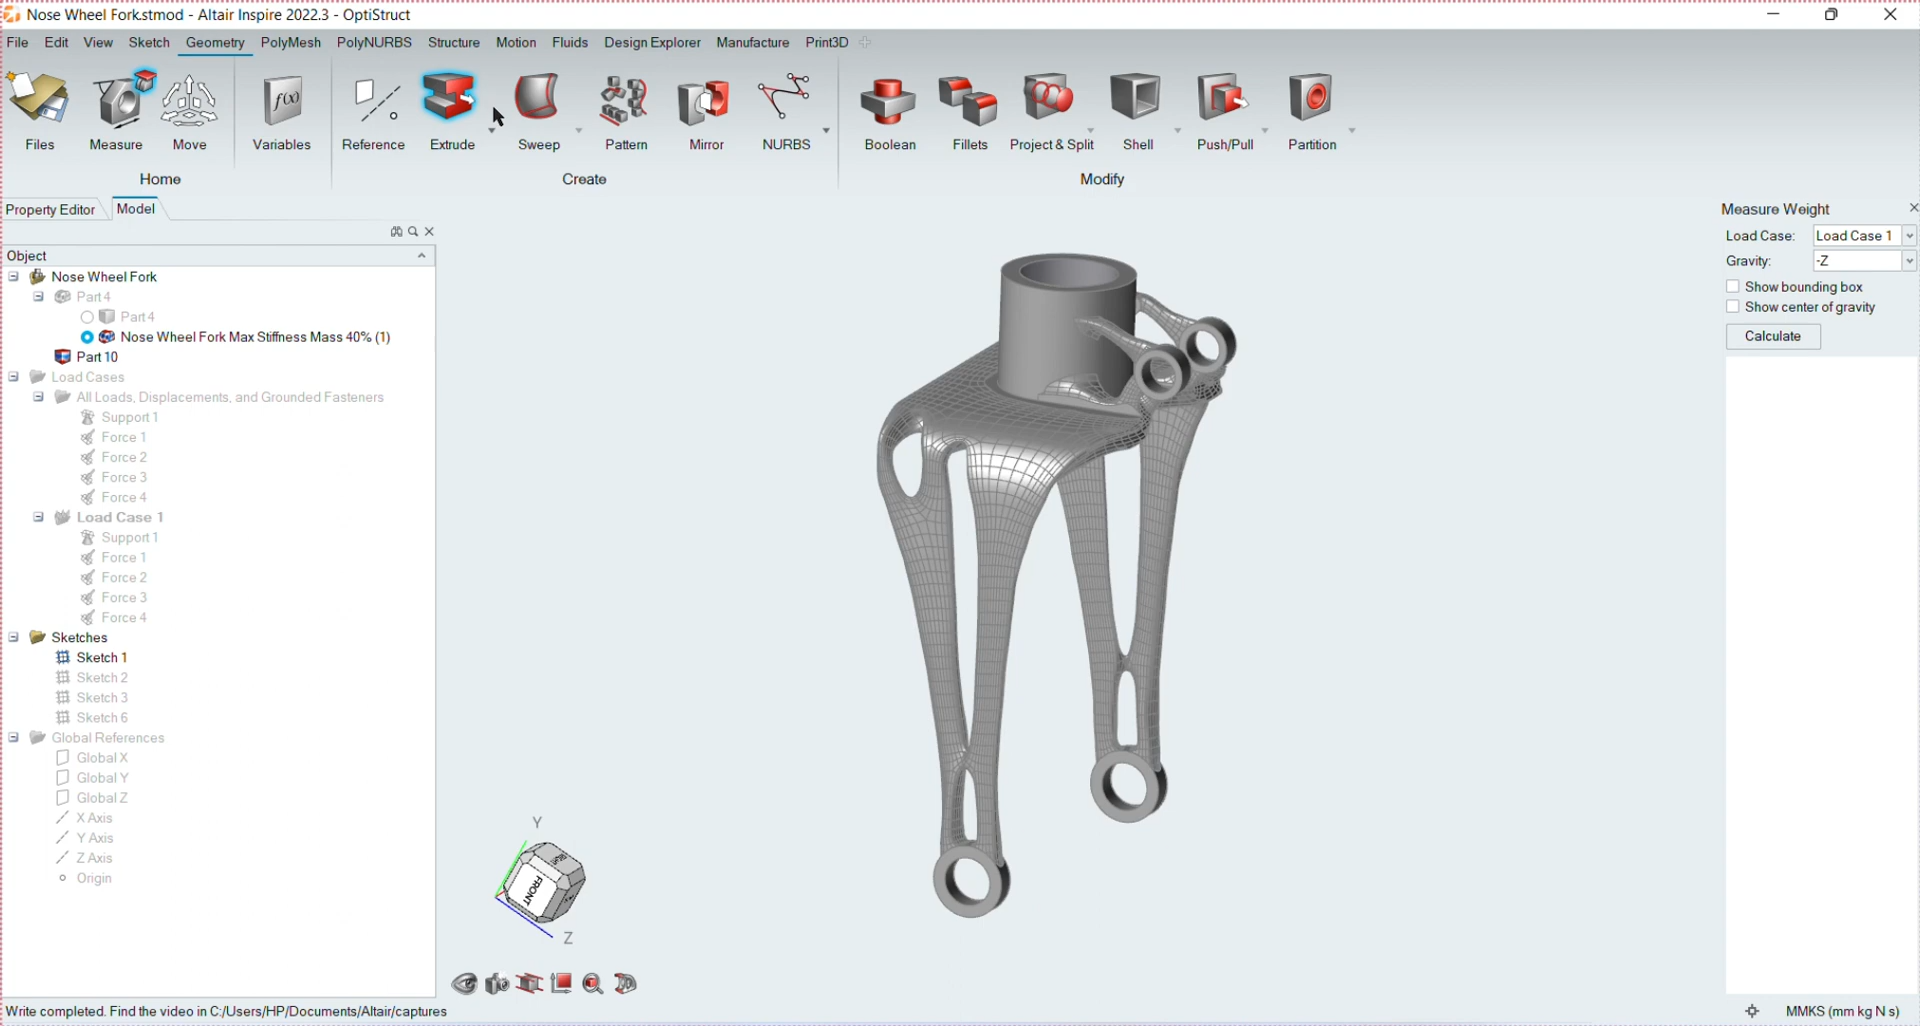 Nose Wheel Fork.stmod - Altair Inspire 2022.3 - OptiStruct
File Edit View Sketch Geometry PolyMesh PolyNURBS Structure Motion Fluids Design Explorer Manufacture Print3D
f(x)
Files Measure Move Variables Reference Extrude Sweep Pattern Mirror NURBS Boolean Fillets Project & Split Shell Push/Pull Partition
Home Create Modify
Property Editor Model
Object
Nose Wheel Fork
Part 4
Part 4
Nose Wheel Fork Max Stiffness Mass 40% (1)
Part 10
Load Cases
All Loads, Displacements, and Grounded Fasteners
Support 1
Force 1
Force 2
Force 3
Force 4
Load Case 1
Support 1
Force 1
Force 2
Force 3
Force 4
Sketches
Sketch 1
Sketch 2
Sketch 3
Sketch 6
Global References
Global X
Global Y
Global Z
X Axis
Y Axis
Z Axis
Origin
Measure Weight
Load Case: Load Case 1
Gravity: -Z
Show bounding box
Show center of gravity
Calculate
Y
FRONT
Z
Write completed. Find the video in C:/Users/HP/Documents/Altair/captures
MMKS (mm kg N s)